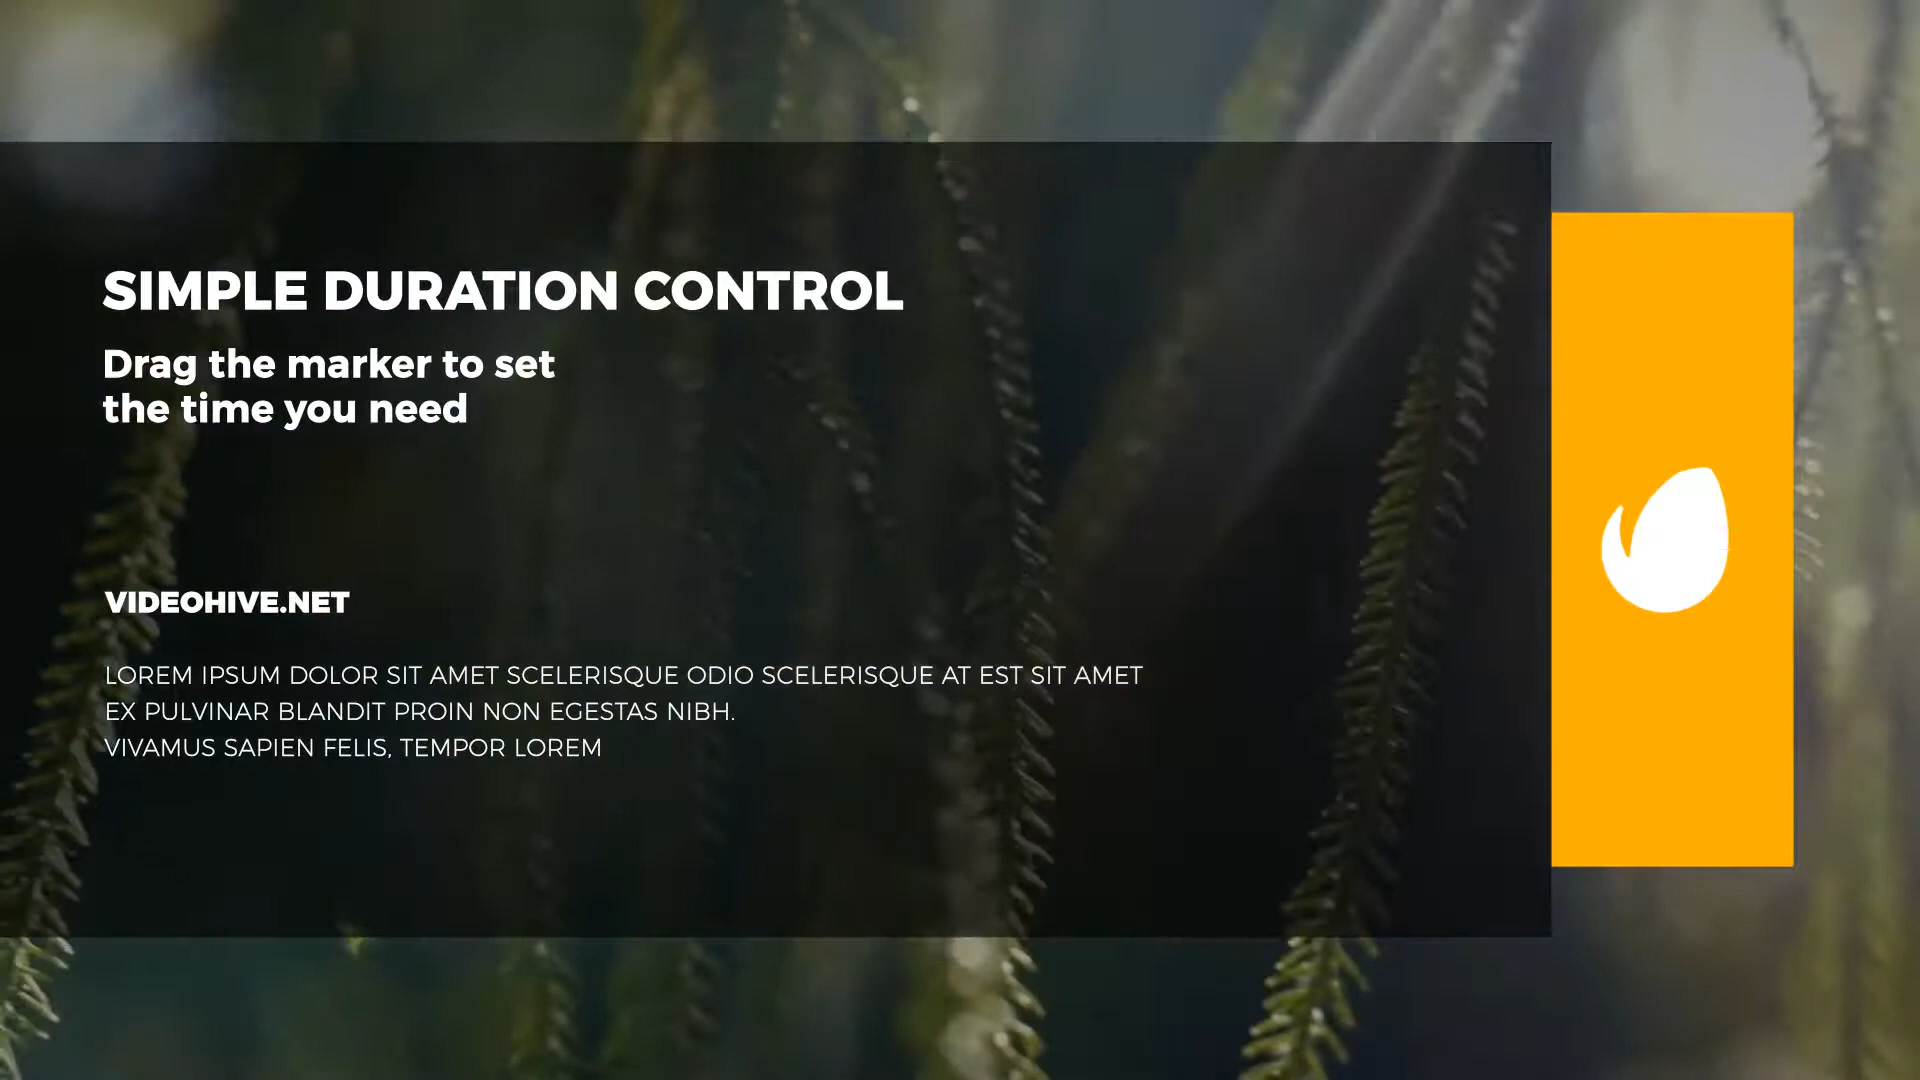 SIMPLE DURATION CONTROL
Drag the marker to set
the time you need
VIDEOHIVE.NET
LOREM IPSUM DOLOR SIT AMET SCELERISQUE ODIO SCELERISQUE AT EST SIT AMET
EX PULVINAR BLANDIT PROIN NON EGESTAS NIBH.
VIVAMUS SAPIEN FELIS, TEMPOR LOREM